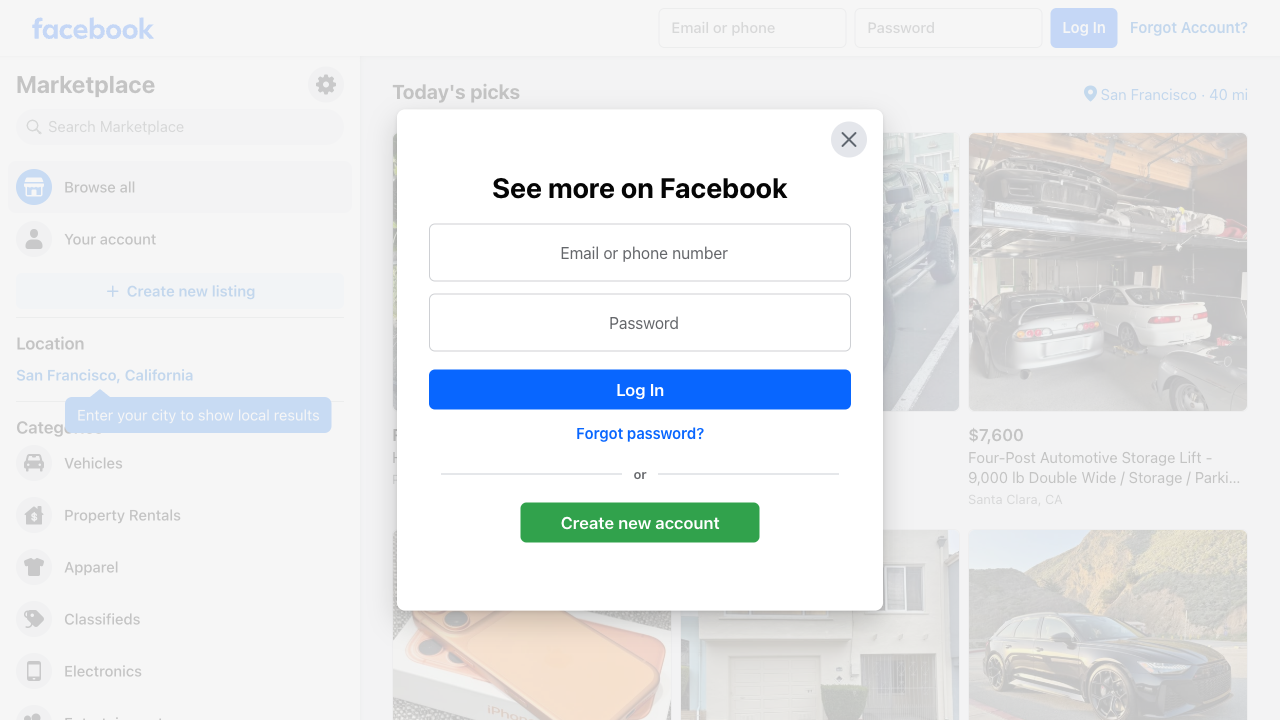 facebook
Email or phone
Password
Log In
Forgot Account?
Marketplace
Search Marketplace
Browse all
Your account
Create new listing
Location
San Francisco, California
Enter your city to show local results
Vehicles
Property Rentals
Apparel
Classifieds
Electronics
Today's picks
San Francisco · 40 mi
See more on Facebook
Email or phone number
Password
Log In
Forgot password?
or
Create new account
$7,600
Four-Post Automotive Storage Lift -
9,000 lb Double Wide / Storage / Parki...
Santa Clara, CA